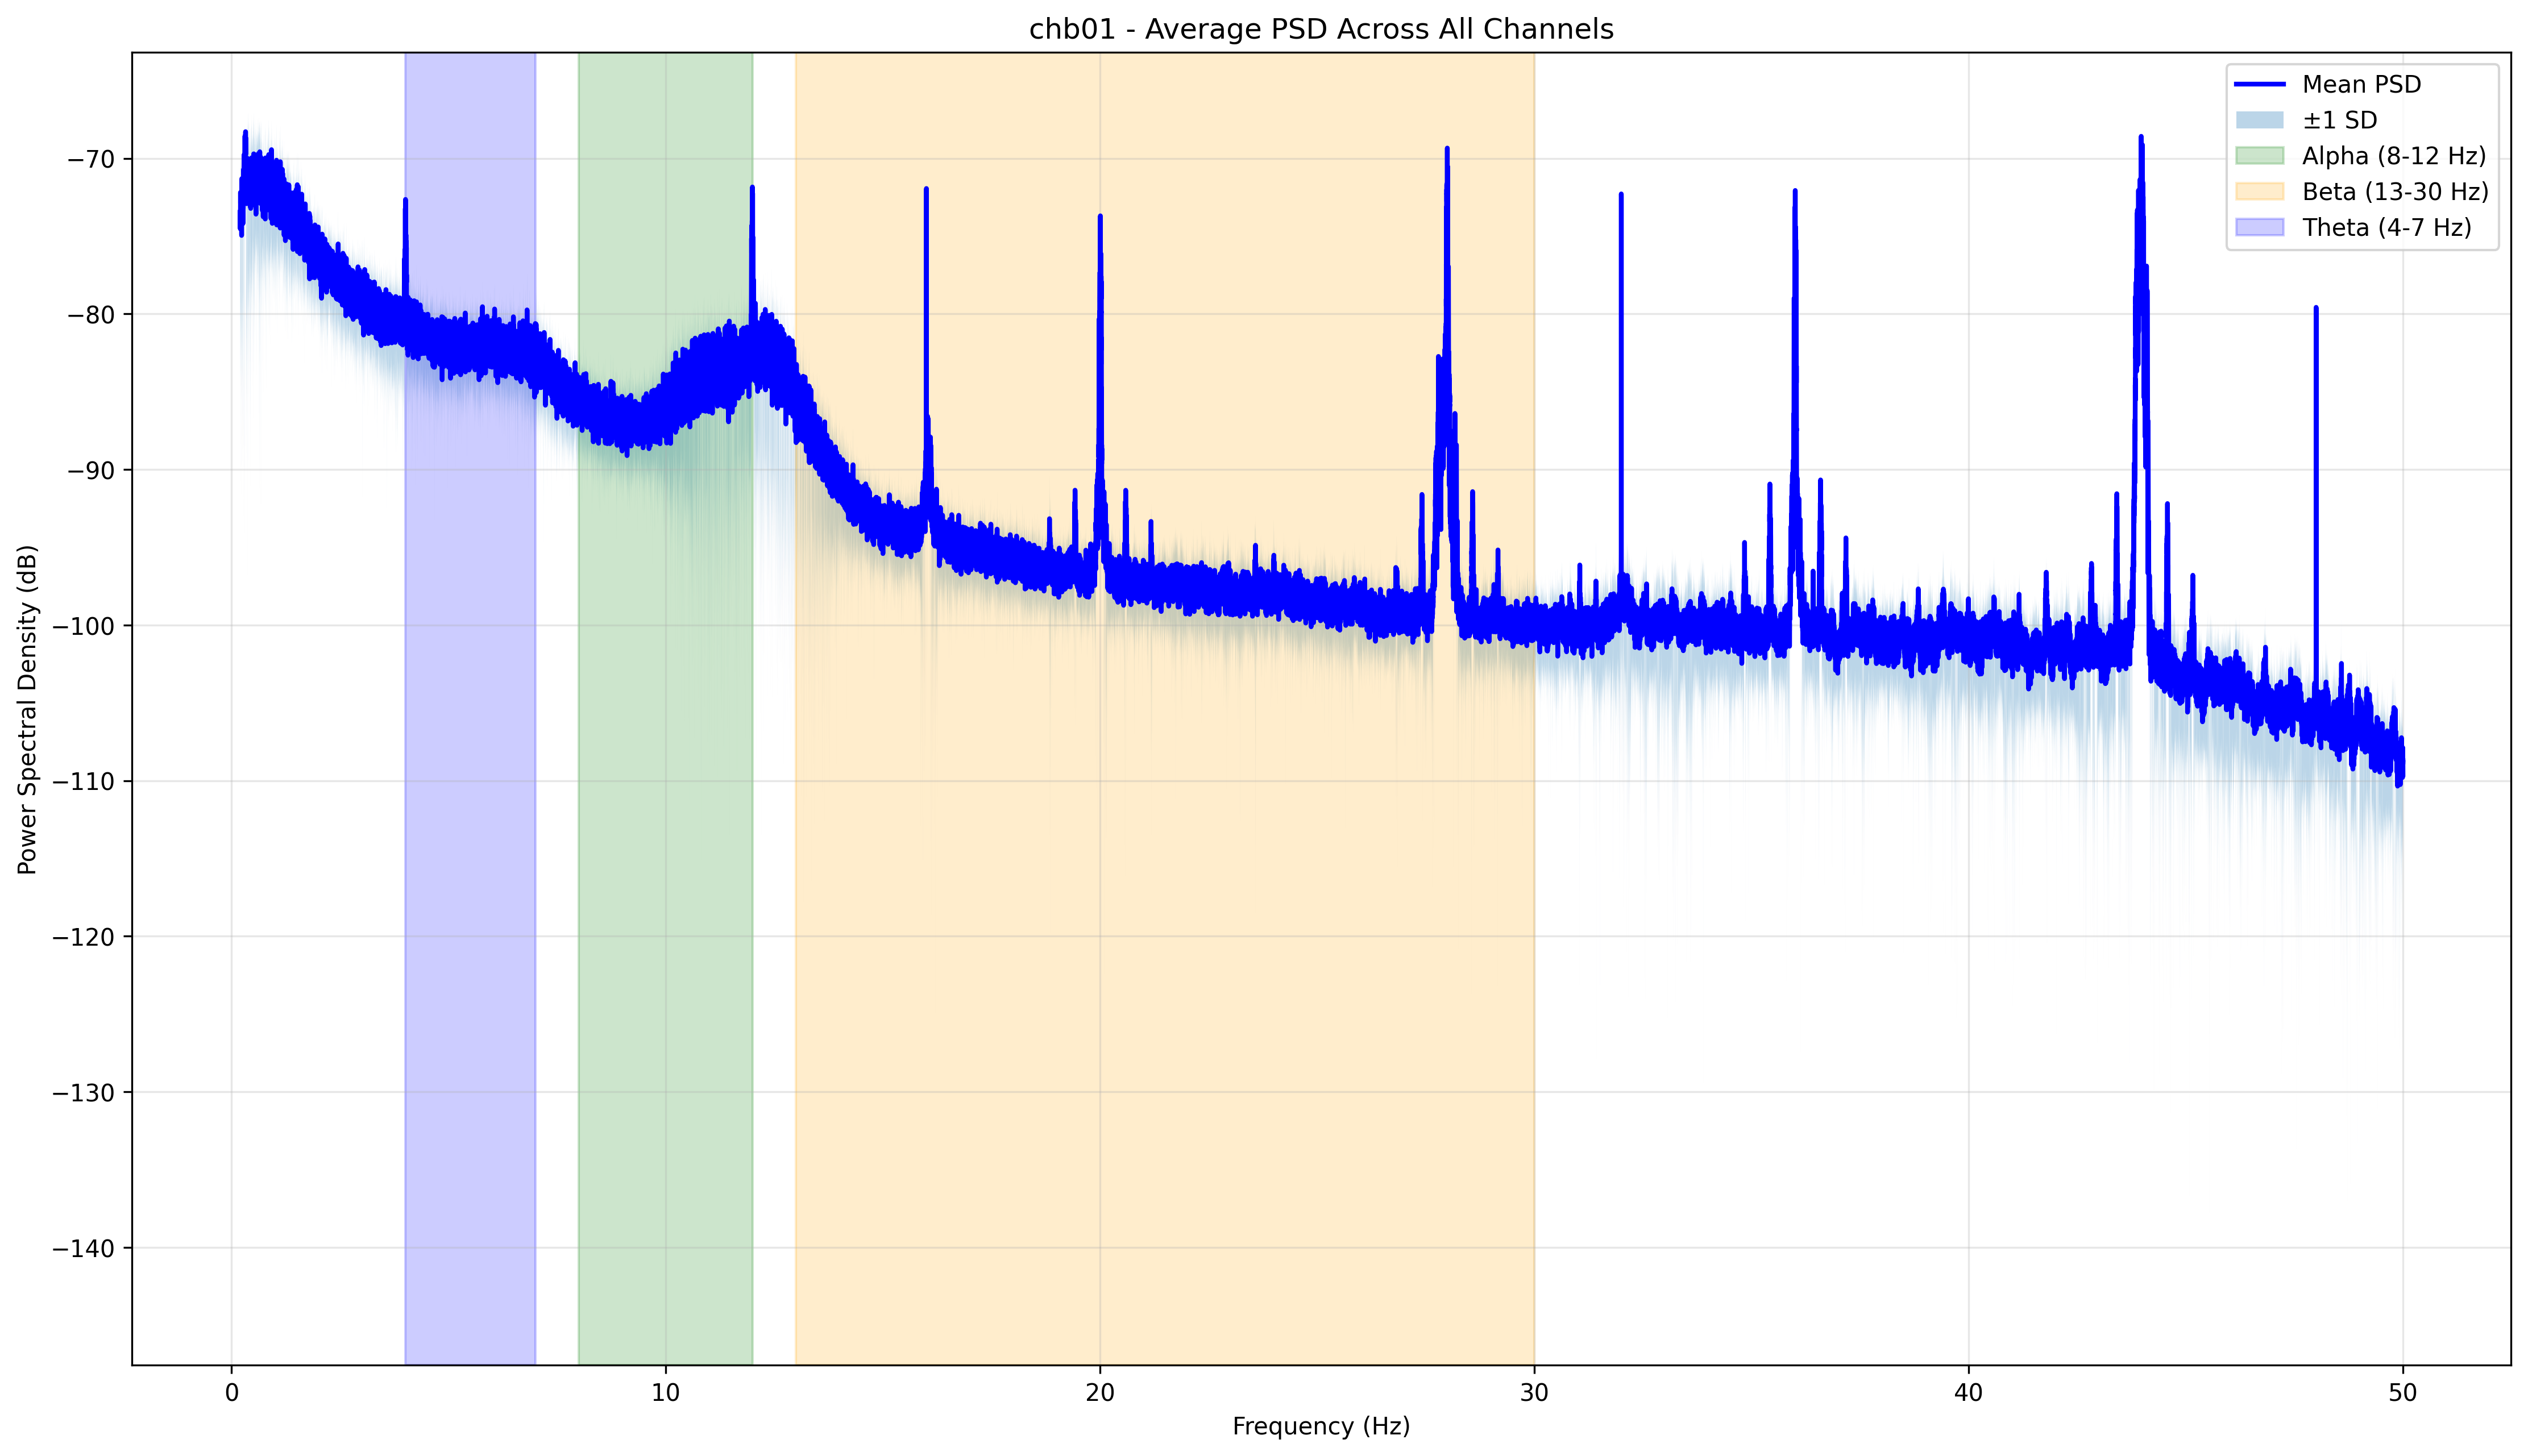 chb01 - Average PSD Across All Channels
Mean PSD
±1 SD
Alpha (8-12 Hz)
Beta (13-30 Hz)
Theta (4-7 Hz)
Power Spectral Density (dB)
−70
−80
−90
−100
−110
−120
−130
−140
0
10
20
30
40
50
Frequency (Hz)